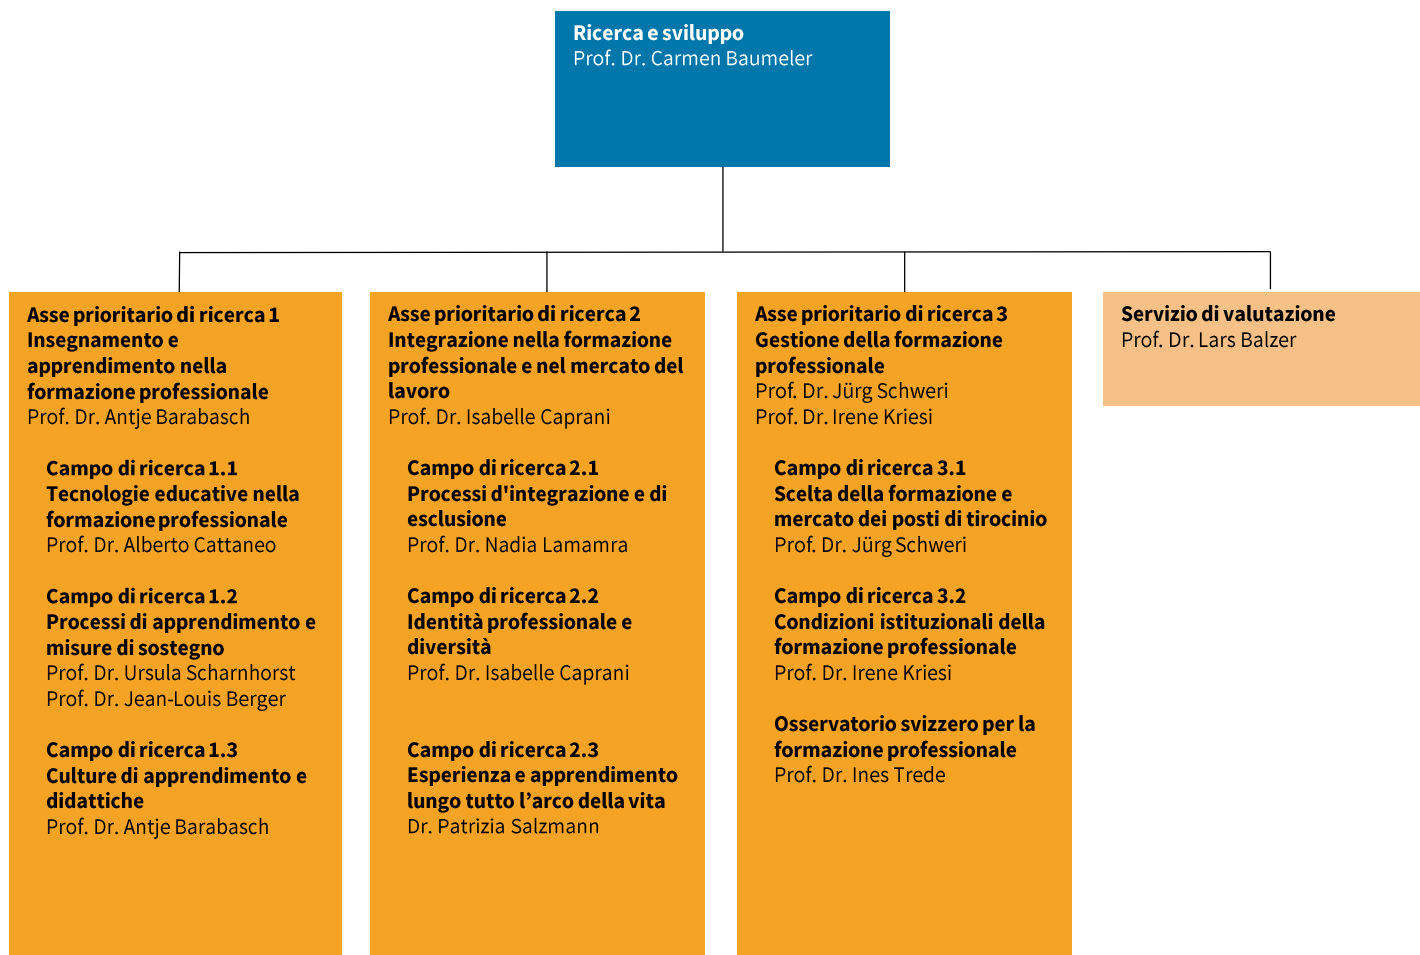 Ricerca e sviluppo
Prof. Dr. Carmen Baumeler
Asse prioritario di ricerca 1
Insegnamento e
apprendimento nella
formazione professionale
Prof. Dr. Antje Barabasch
Campo di ricerca 1.1
Tecnologie educative nella
formazione professionale
Prof. Dr. Alberto Cattaneo
Campo di ricerca 1.2
Processi di apprendimento e
misure di sostegno
Prof. Dr. Ursula Scharnhorst
Prof. Dr. Jean-Louis Berger
Campo di ricerca 1.3
Culture di apprendimento e
didattiche
Prof. Dr. Antje Barabasch
Asse prioritario di ricerca 2
Integrazione nella formazione
professionale e nel mercato del
lavoro
Prof. Dr. Isabelle Caprani
Campo di ricerca 2.1
Processi d'integrazione e di
esclusione
Prof. Dr. Nadia Lamamra
Campo di ricerca 2.2
Identità professionale e
diversità
Prof. Dr. Isabelle Caprani
Campo di ricerca 2.3
Esperienza e apprendimento
lungo tutto l’arco della vita
Dr. Patrizia Salzmann
Asse prioritario di ricerca 3
Gestione della formazione
professionale
Prof. Dr. Jürg Schweri
Prof. Dr. Irene Kriesi
Campo di ricerca 3.1
Scelta della formazione e
mercato dei posti di tirocinio
Prof. Dr. Jürg Schweri
Campo di ricerca 3.2
Condizioni istituzionali della
formazione professionale
Prof. Dr. Irene Kriesi
Osservatorio svizzero per la
formazione professionale
Prof. Dr. Ines Trede
Servizio di valutazione
Prof. Dr. Lars Balzer